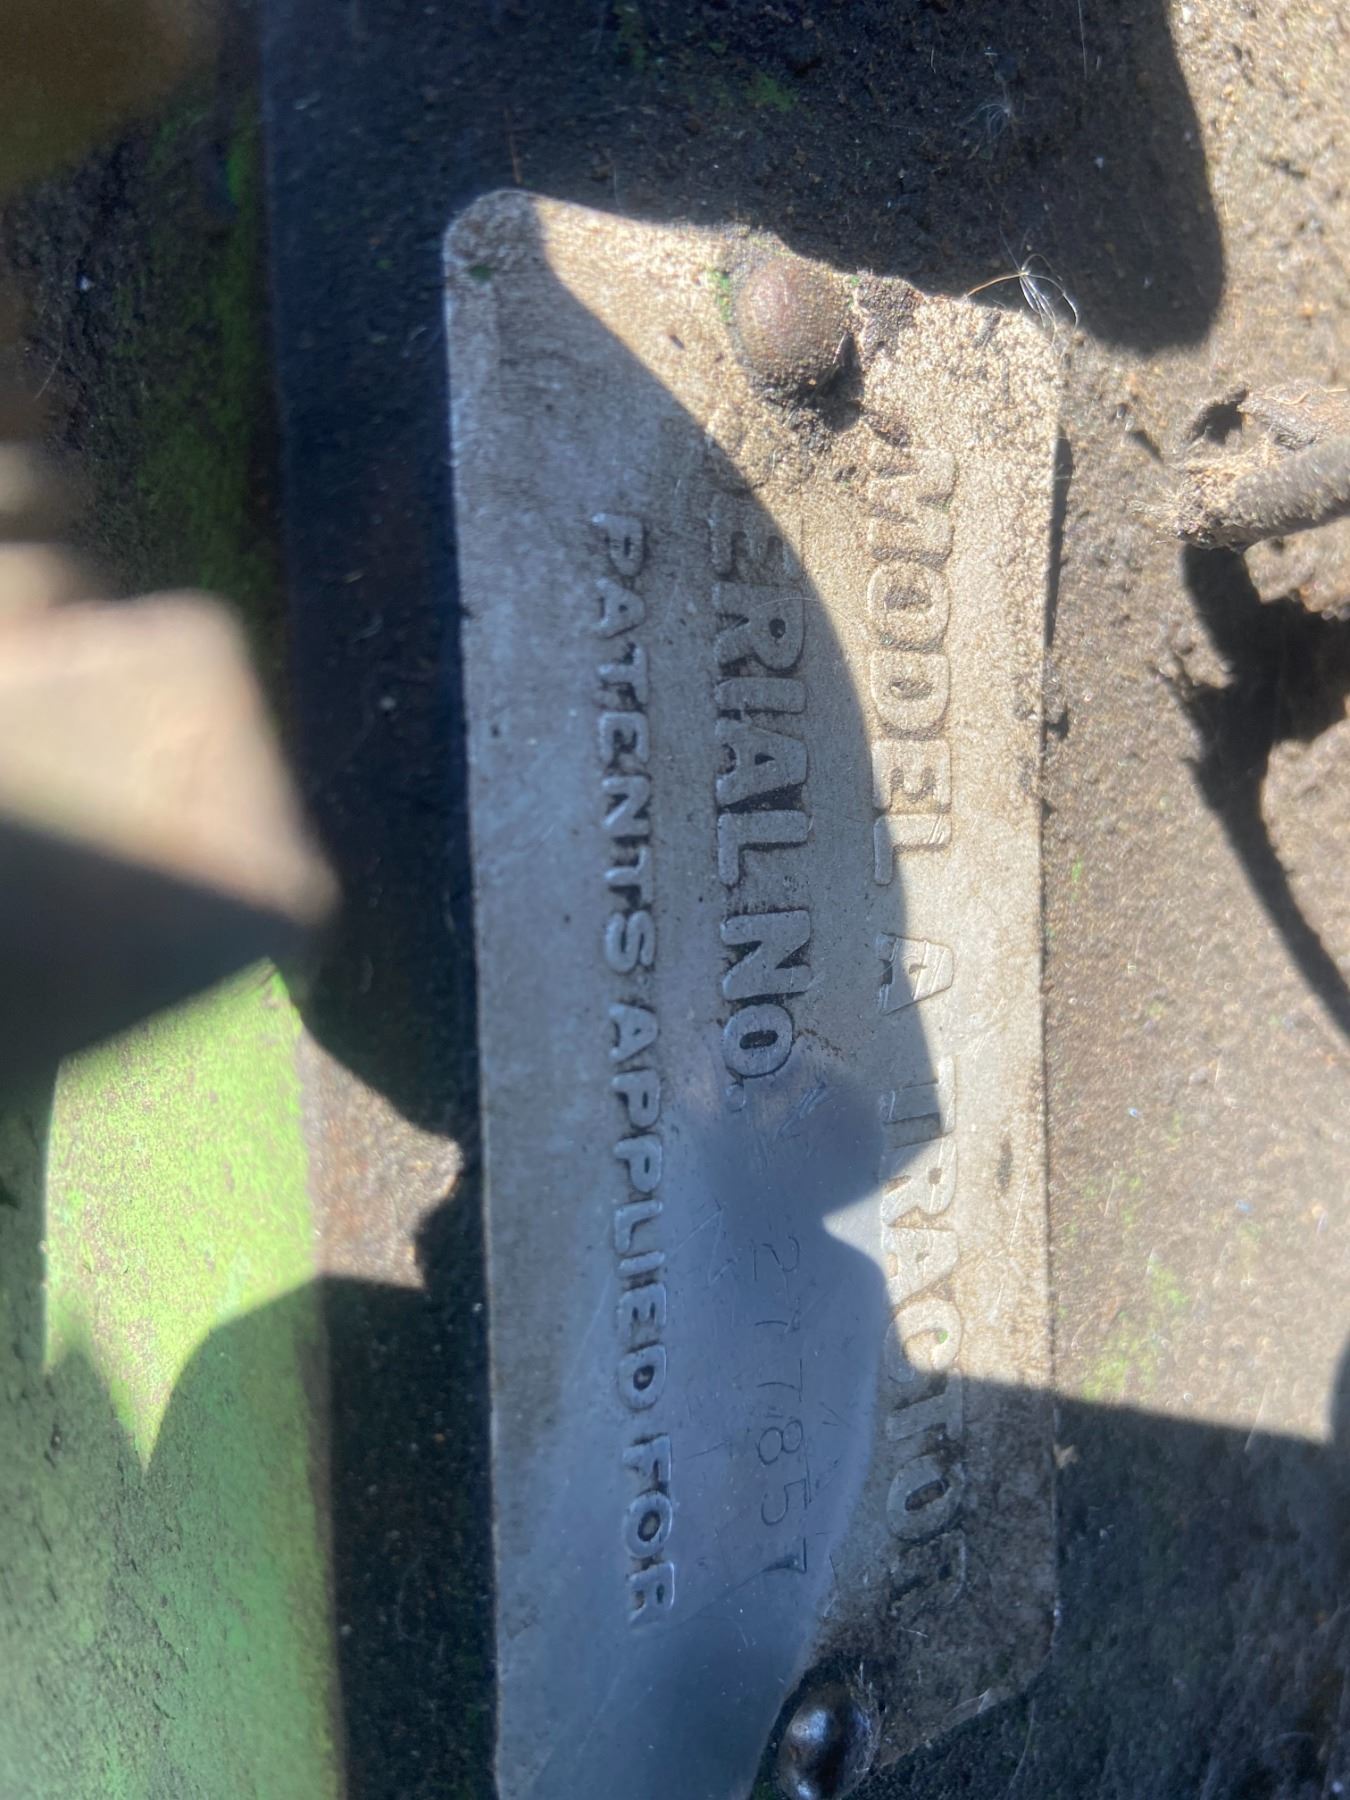 MODEL A TRACTOR
SERIAL NO. 277857
PATENTS APPLIED FOR